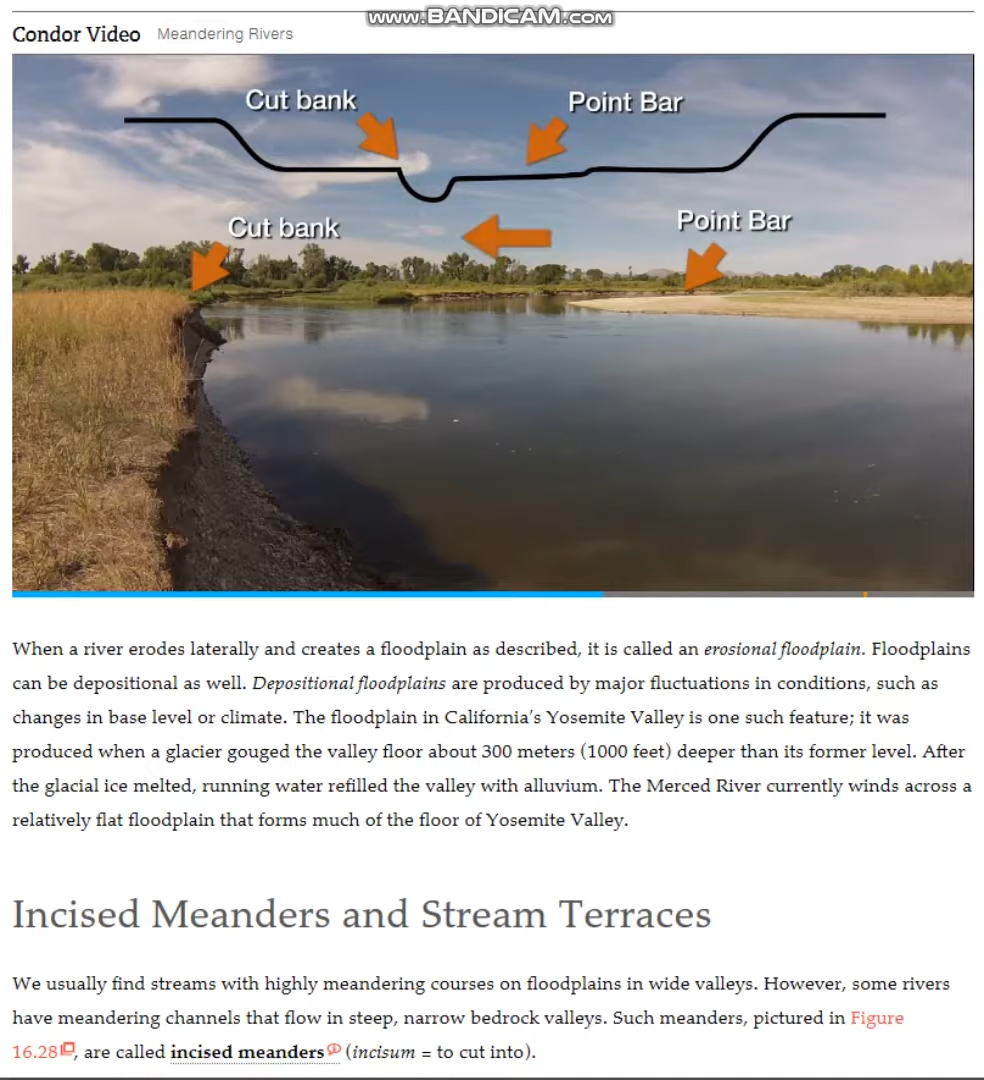 WWW.BANDICAM.COM
Condor Video Meandering Rivers
Cut bank
Point Bar
Cut bank
Point Bar
When a river erodes laterally and creates a floodplain as described, it is called an erosional floodplain. Floodplains
can be depositional as well. Depositional floodplains are produced by major fluctuations in conditions, such as
changes in base level or climate. The floodplain in California’s Yosemite Valley is one such feature; it was
produced when a glacier gouged the valley floor about 300 meters (1000 feet) deeper than its former level. After
the glacial ice melted, running water refilled the valley with alluvium. The Merced River currently winds across a
relatively flat floodplain that forms much of the floor of Yosemite Valley.
Incised Meanders and Stream Terraces
We usually find streams with highly meandering courses on floodplains in wide valleys. However, some rivers
have meandering channels that flow in steep, narrow bedrock valleys. Such meanders, pictured in Figure
16.28, are called incised meanders (incisum = to cut into).